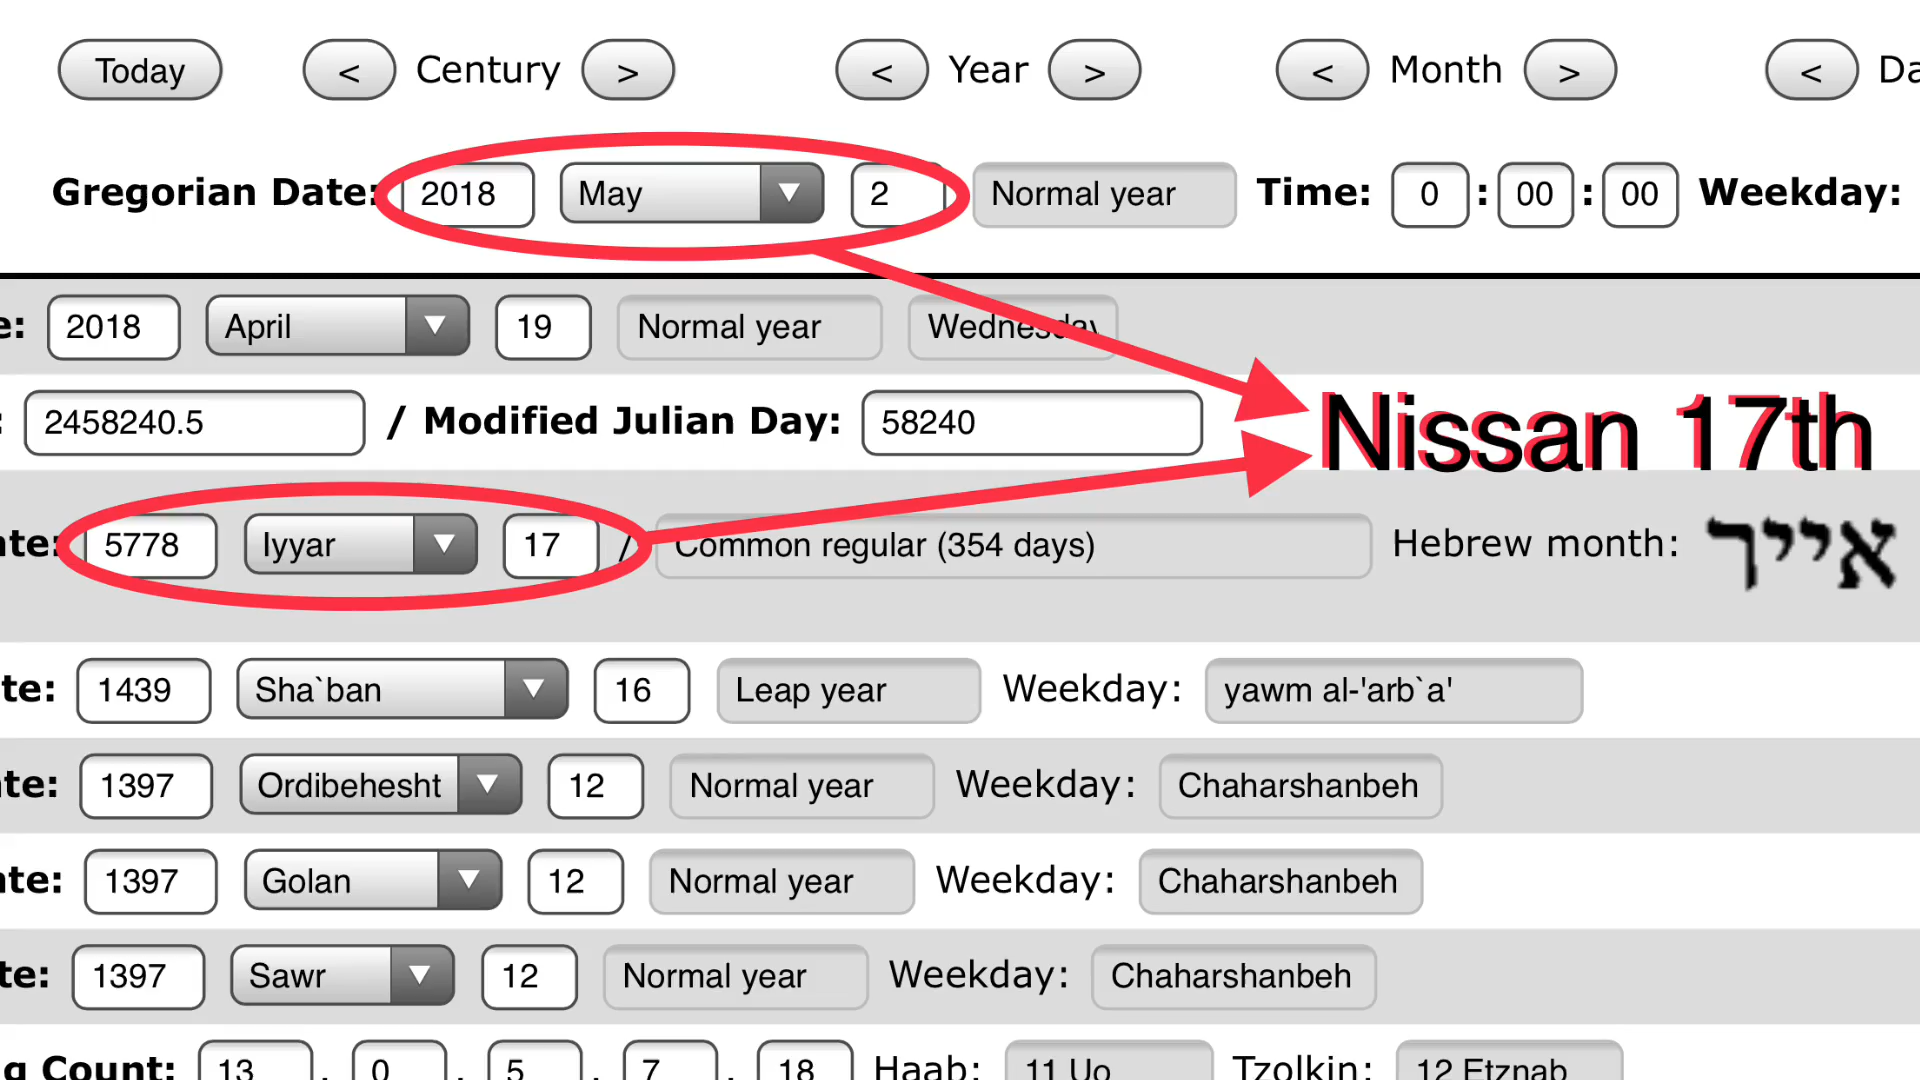 Today < Century > < Year > < Month > < Da
Gregorian Date: 2018 May 2 Normal year Time: 0 : 00 : 00 Weekday:
e: 2018 April 19 Normal year Wednesday
: 2458240.5 / Modified Julian Day: 58240
Nissan 17th
ate: 5778 Iyyar 17 / Common regular (354 days) Hebrew month: אייר
te: 1439 Sha`ban 16 Leap year Weekday: yawm al-'arb`a'
ate: 1397 Ordibehesht 12 Normal year Weekday: Chaharshanbeh
ate: 1397 Golan 12 Normal year Weekday: Chaharshanbeh
te: 1397 Sawr 12 Normal year Weekday: Chaharshanbeh
g Count: 13 . 0 . 5 . 7 . 18 Haab: 11 Uo Tzolkin: 12 Etznab